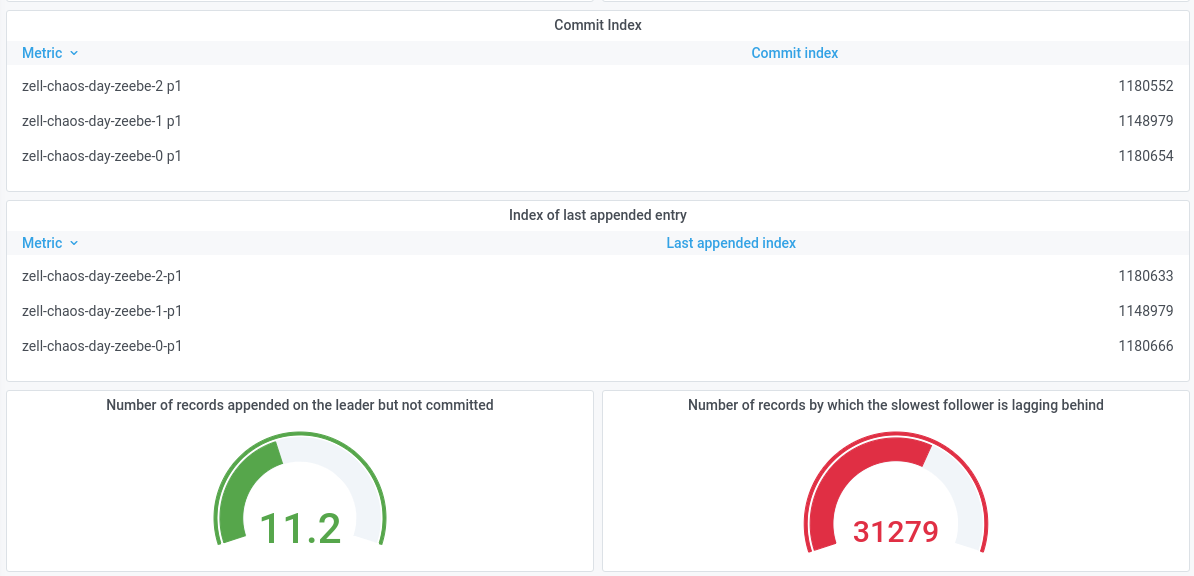 Commit Index
Metric Commit index
zell-chaos-day-zeebe-2 p1 1180552
zell-chaos-day-zeebe-1 p1 1148979
zell-chaos-day-zeebe-0 p1 1180654
Index of last appended entry
Metric Last appended index
zell-chaos-day-zeebe-2-p1 1180633
zell-chaos-day-zeebe-1-p1 1148979
zell-chaos-day-zeebe-0-p1 1180666
Number of records appended on the leader but not committed
11.2
Number of records by which the slowest follower is lagging behind
31279